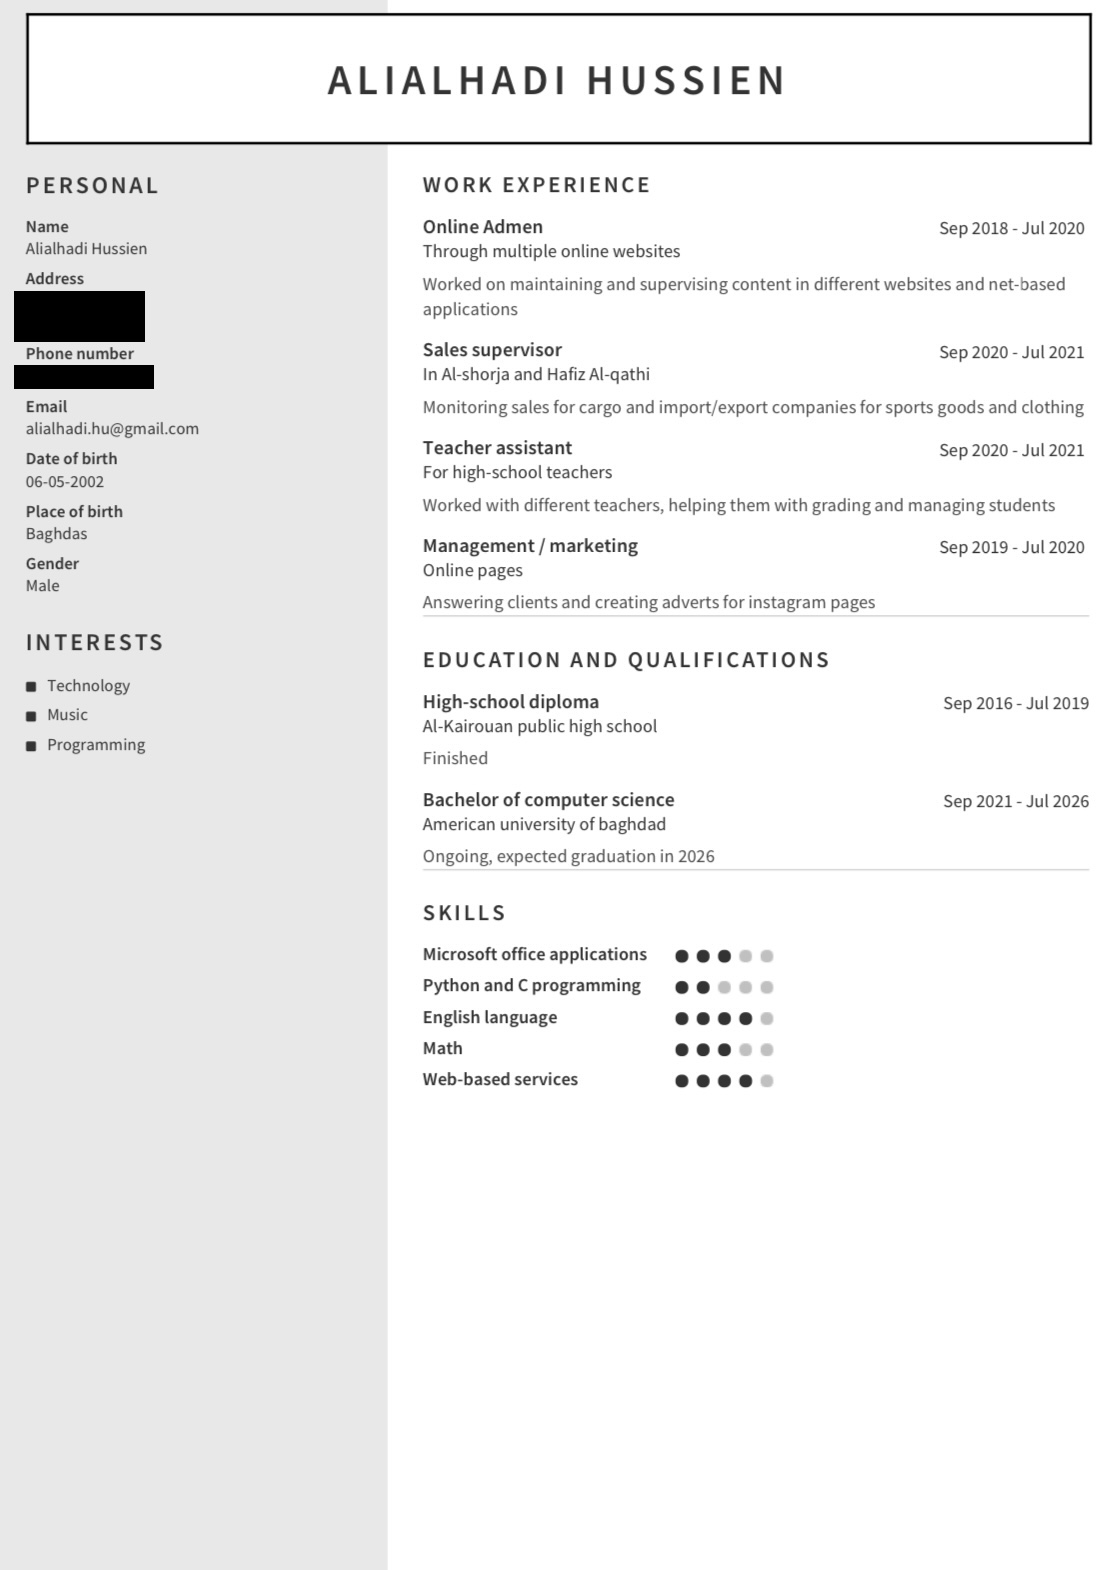 ALIALHADI HUSSIEN
PERSONAL
Name
Alialhadi Hussien
Address
Phone number
Email
alialhadi.hu@gmail.com
Date of birth
06-05-2002
Place of birth
Baghdas
Gender
Male
INTERESTS
Technology
Music
Programming
WORK EXPERIENCE
Online Admen Sep 2018 - Jul 2020
Through multiple online websites
Worked on maintaining and supervising content in different websites and net-based
applications
Sales supervisor Sep 2020 - Jul 2021
In Al-shorja and Hafiz Al-qathi
Monitoring sales for cargo and import/export companies for sports goods and clothing
Teacher assistant Sep 2020 - Jul 2021
For high-school teachers
Worked with different teachers, helping them with grading and managing students
Management / marketing Sep 2019 - Jul 2020
Online pages
Answering clients and creating adverts for instagram pages
EDUCATION AND QUALIFICATIONS
High-school diploma Sep 2016 - Jul 2019
Al-Kairouan public high school
Finished
Bachelor of computer science Sep 2021 - Jul 2026
American university of baghdad
Ongoing, expected graduation in 2026
SKILLS
Microsoft office applications
Python and C programming
English language
Math
Web-based services